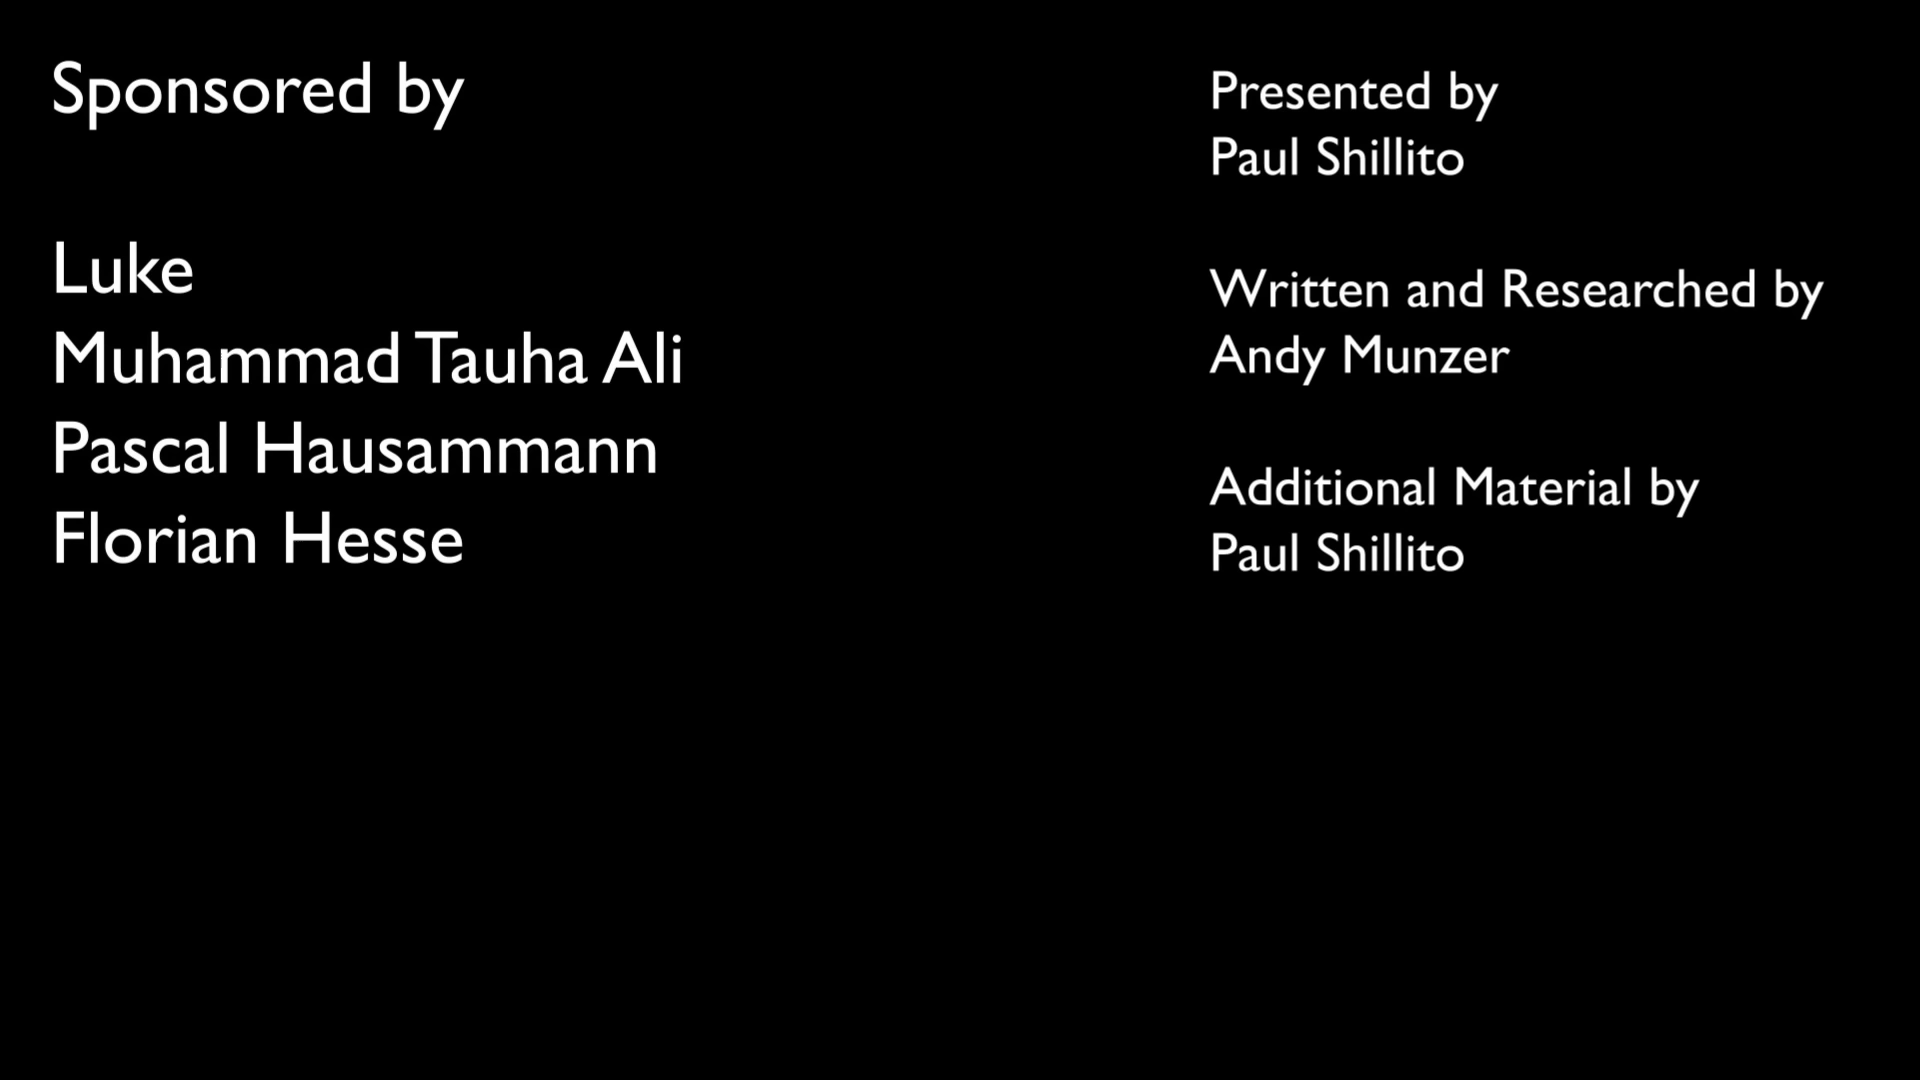 Sponsored by
Luke
Muhammad Tauha Ali
Pascal Hausammann
Florian Hesse
Presented by
Paul Shillito
Written and Researched by
Andy Munzer
Additional Material by
Paul Shillito